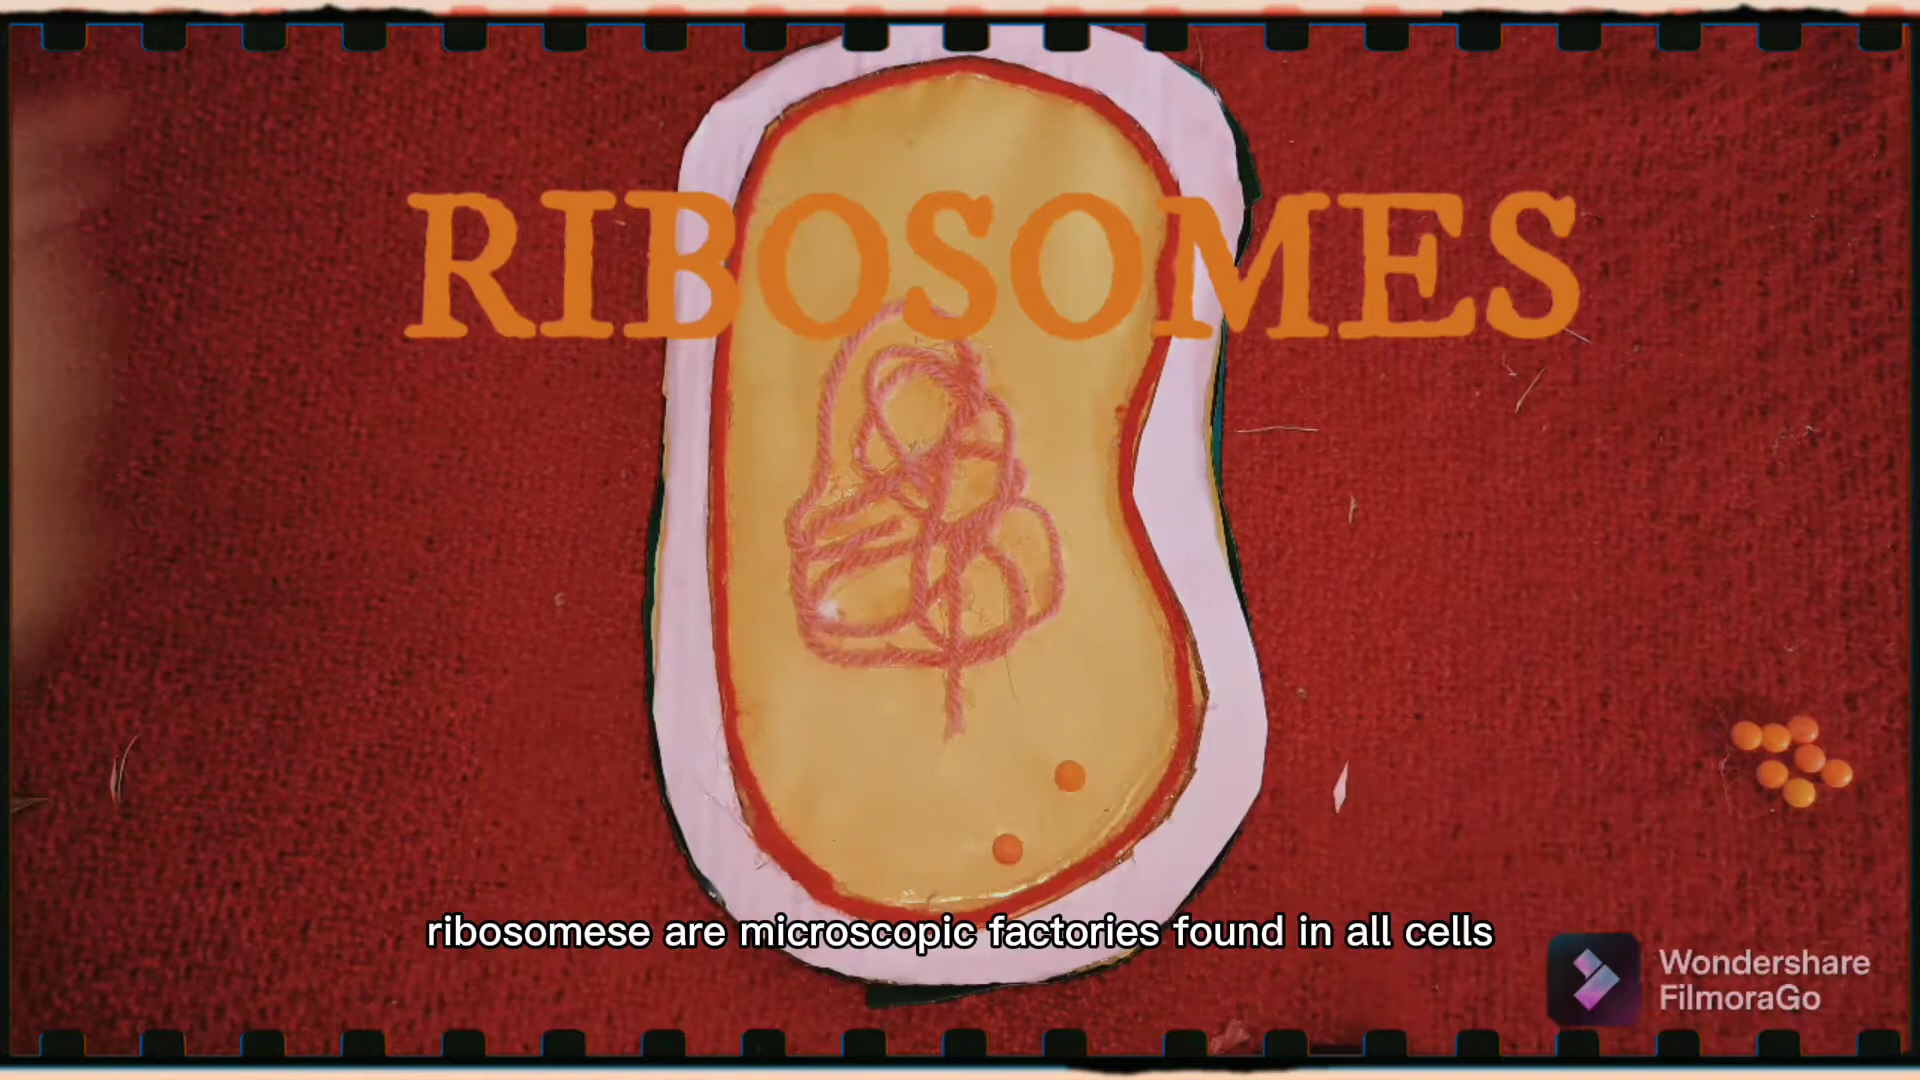 RIBOSOMES
ribosomese are microscopic factories found in all cells
Wondershare
FilmoraGo